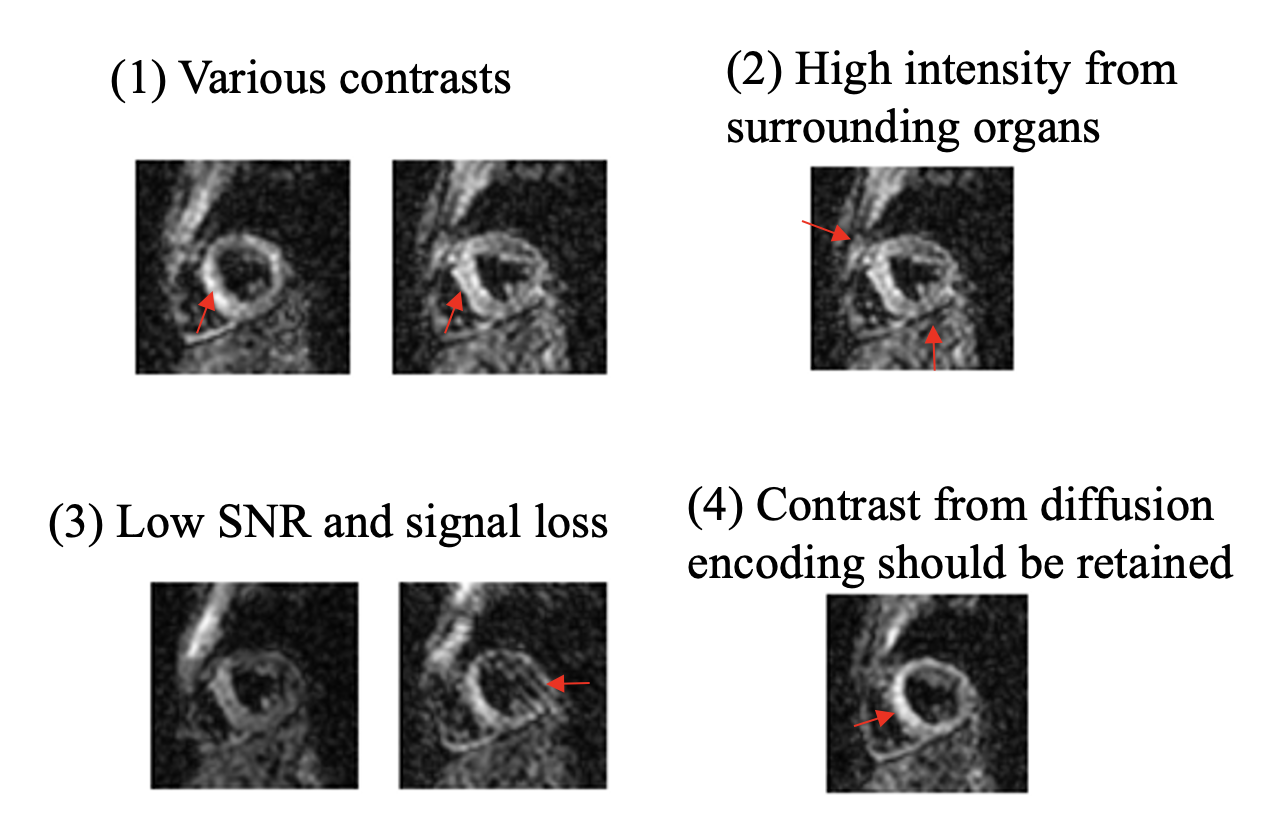 (1) Various contrasts
(2) High intensity from
surrounding organs
(3) Low SNR and signal loss
(4) Contrast from diffusion
encoding should be retained